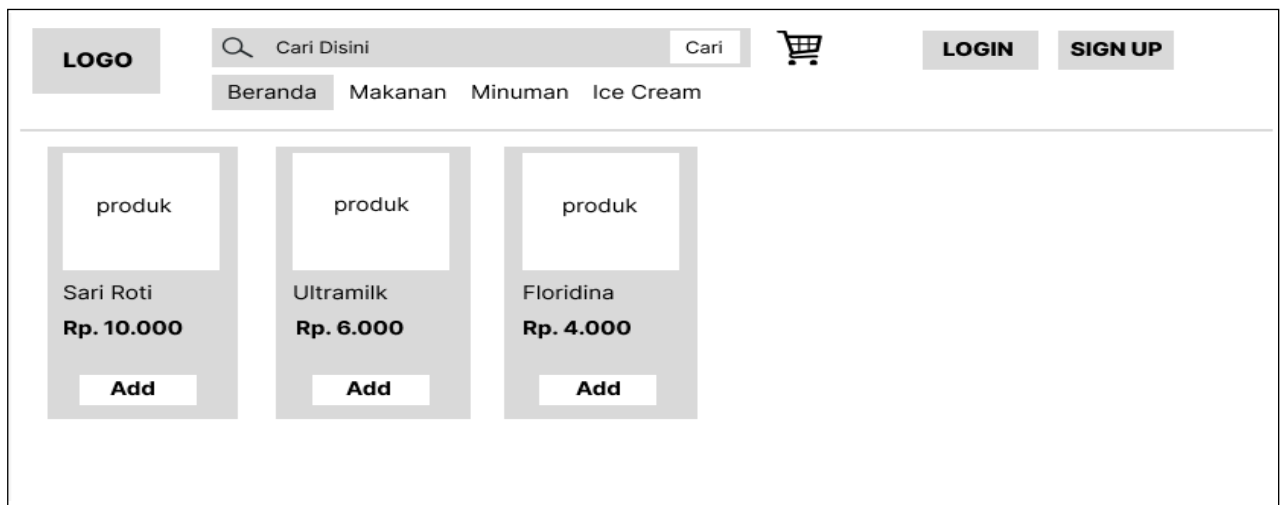 LOGO
Cari Disini
Cari
LOGIN
SIGN UP
Beranda
Makanan
Minuman
Ice Cream
produk
Sari Roti
Rp. 10.000
Add
produk
Ultramilk
Rp. 6.000
Add
produk
Floridina
Rp. 4.000
Add